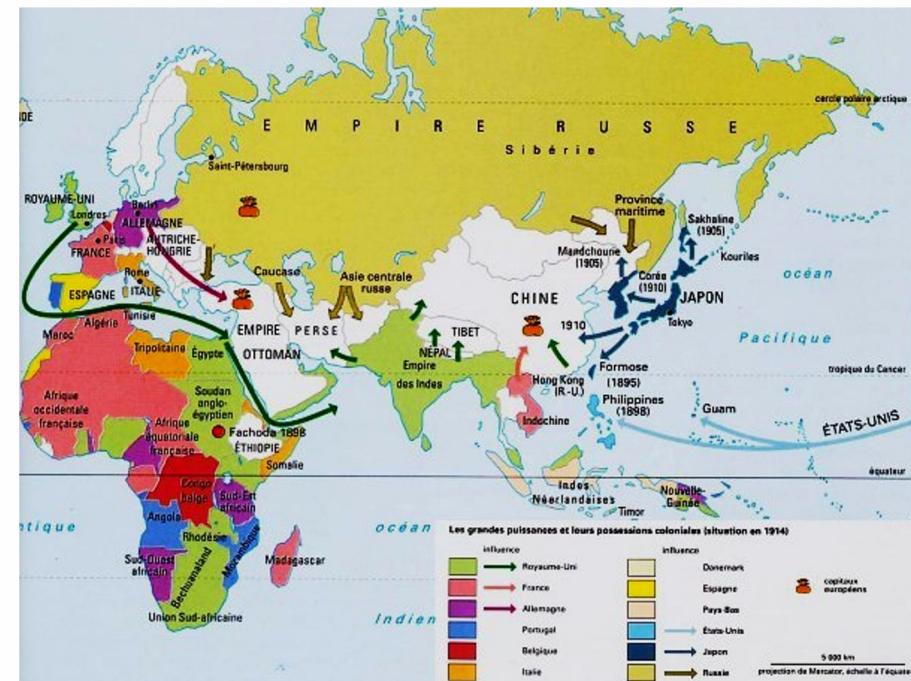 cercle polaire arctique
EMPIRE RUSSE
Sibérie
Saint-Pétersbourg
ROYAUME-UNI
Londres
Berlin
ALLEMAGNE
Paris
FRANCE
AUTRICHE-
HONGRIE
Rome
ITALIE
ESPAGNE
Caucase
Asie centrale
russe
Province
maritime
Mandchourie
(1905)
Sakhaline
(1905)
Kouriles
Corée
(1910)
JAPON
Tokyo
océan
Pacifique
CHINE
1910
TIBET
NÉPAL
Empire
des Indes
EMPIRE
OTTOMAN
PERSE
Tunisie
Algérie
Maroc
Tripolitaine
Égypte
Formose
(1895)
tropique du Cancer
Hong Kong
(R.-U.)
Philippines
(1898)
Guam
ÉTATS-UNIS
Indochine
Soudan
anglo-
égyptien
Afrique
occidentale
française
Afrique
équatoriale
française
Fachoda 1898
ÉTHIOPIE
Somalie
équateur
Congo
belge
Sud-Est
africain
Indes
Néerlandaises
Timor
Nouvelle-
Guinée
ntique
Angola
Rhodésie
Mozambique
Madagascar
Sud-Ouest
africain
Bechuanaland
Union Sud-africaine
océan
Indien
Les grandes puissances et leurs possessions coloniales (situation en 1914)
influence
Royaume-Uni
France
Allemagne
Portugal
Belgique
Italie
influence
Danemark
Espagne
Pays-Bas
États-Unis
Japon
Russie
capitaux
européens
5 000 km
projection de Mercator, échelle à l'équate